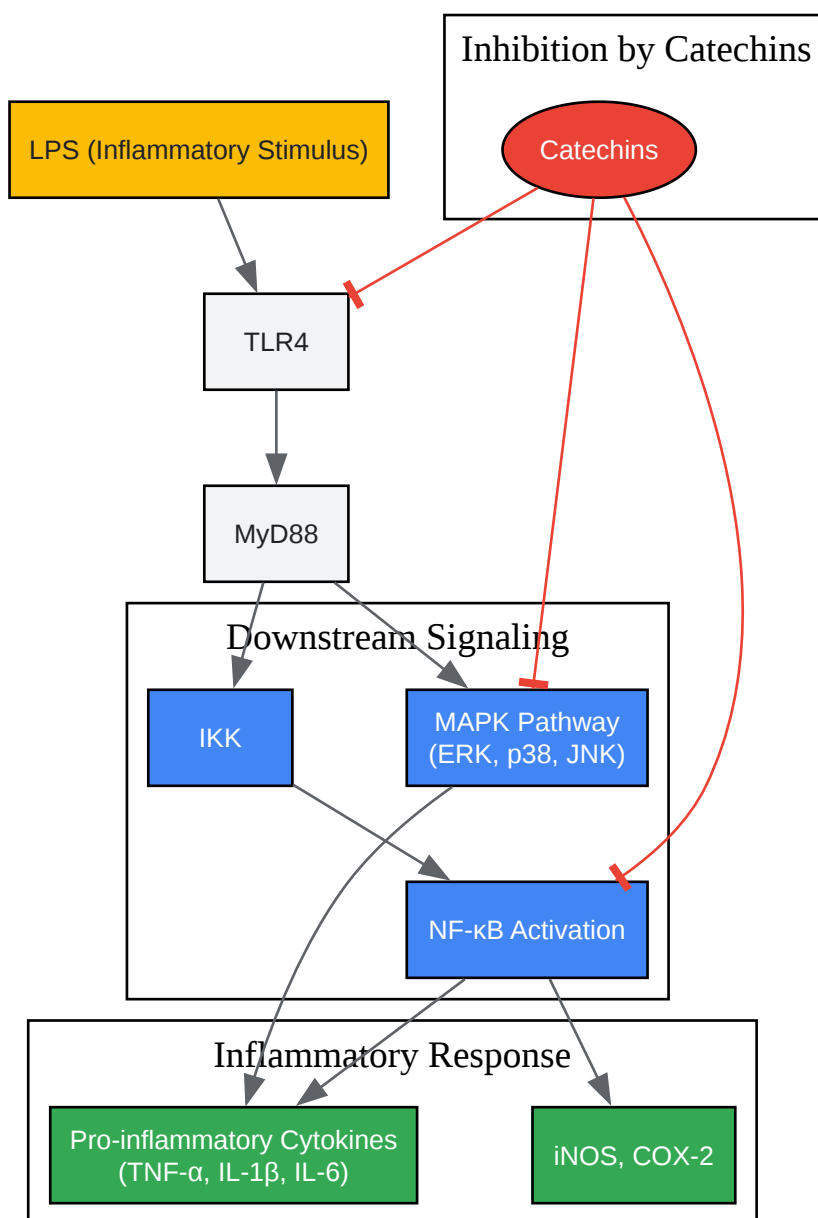 Inhibition by Catechins
LPS (Inflammatory Stimulus)
Catechins
TLR4
MyD88
Downstream Signaling
IKK
MAPK Pathway
(ERK, p38, JNK)
NF-κB Activation
Inflammatory Response
Pro-inflammatory Cytokines
(TNF-α, IL-1β, IL-6)
iNOS, COX-2